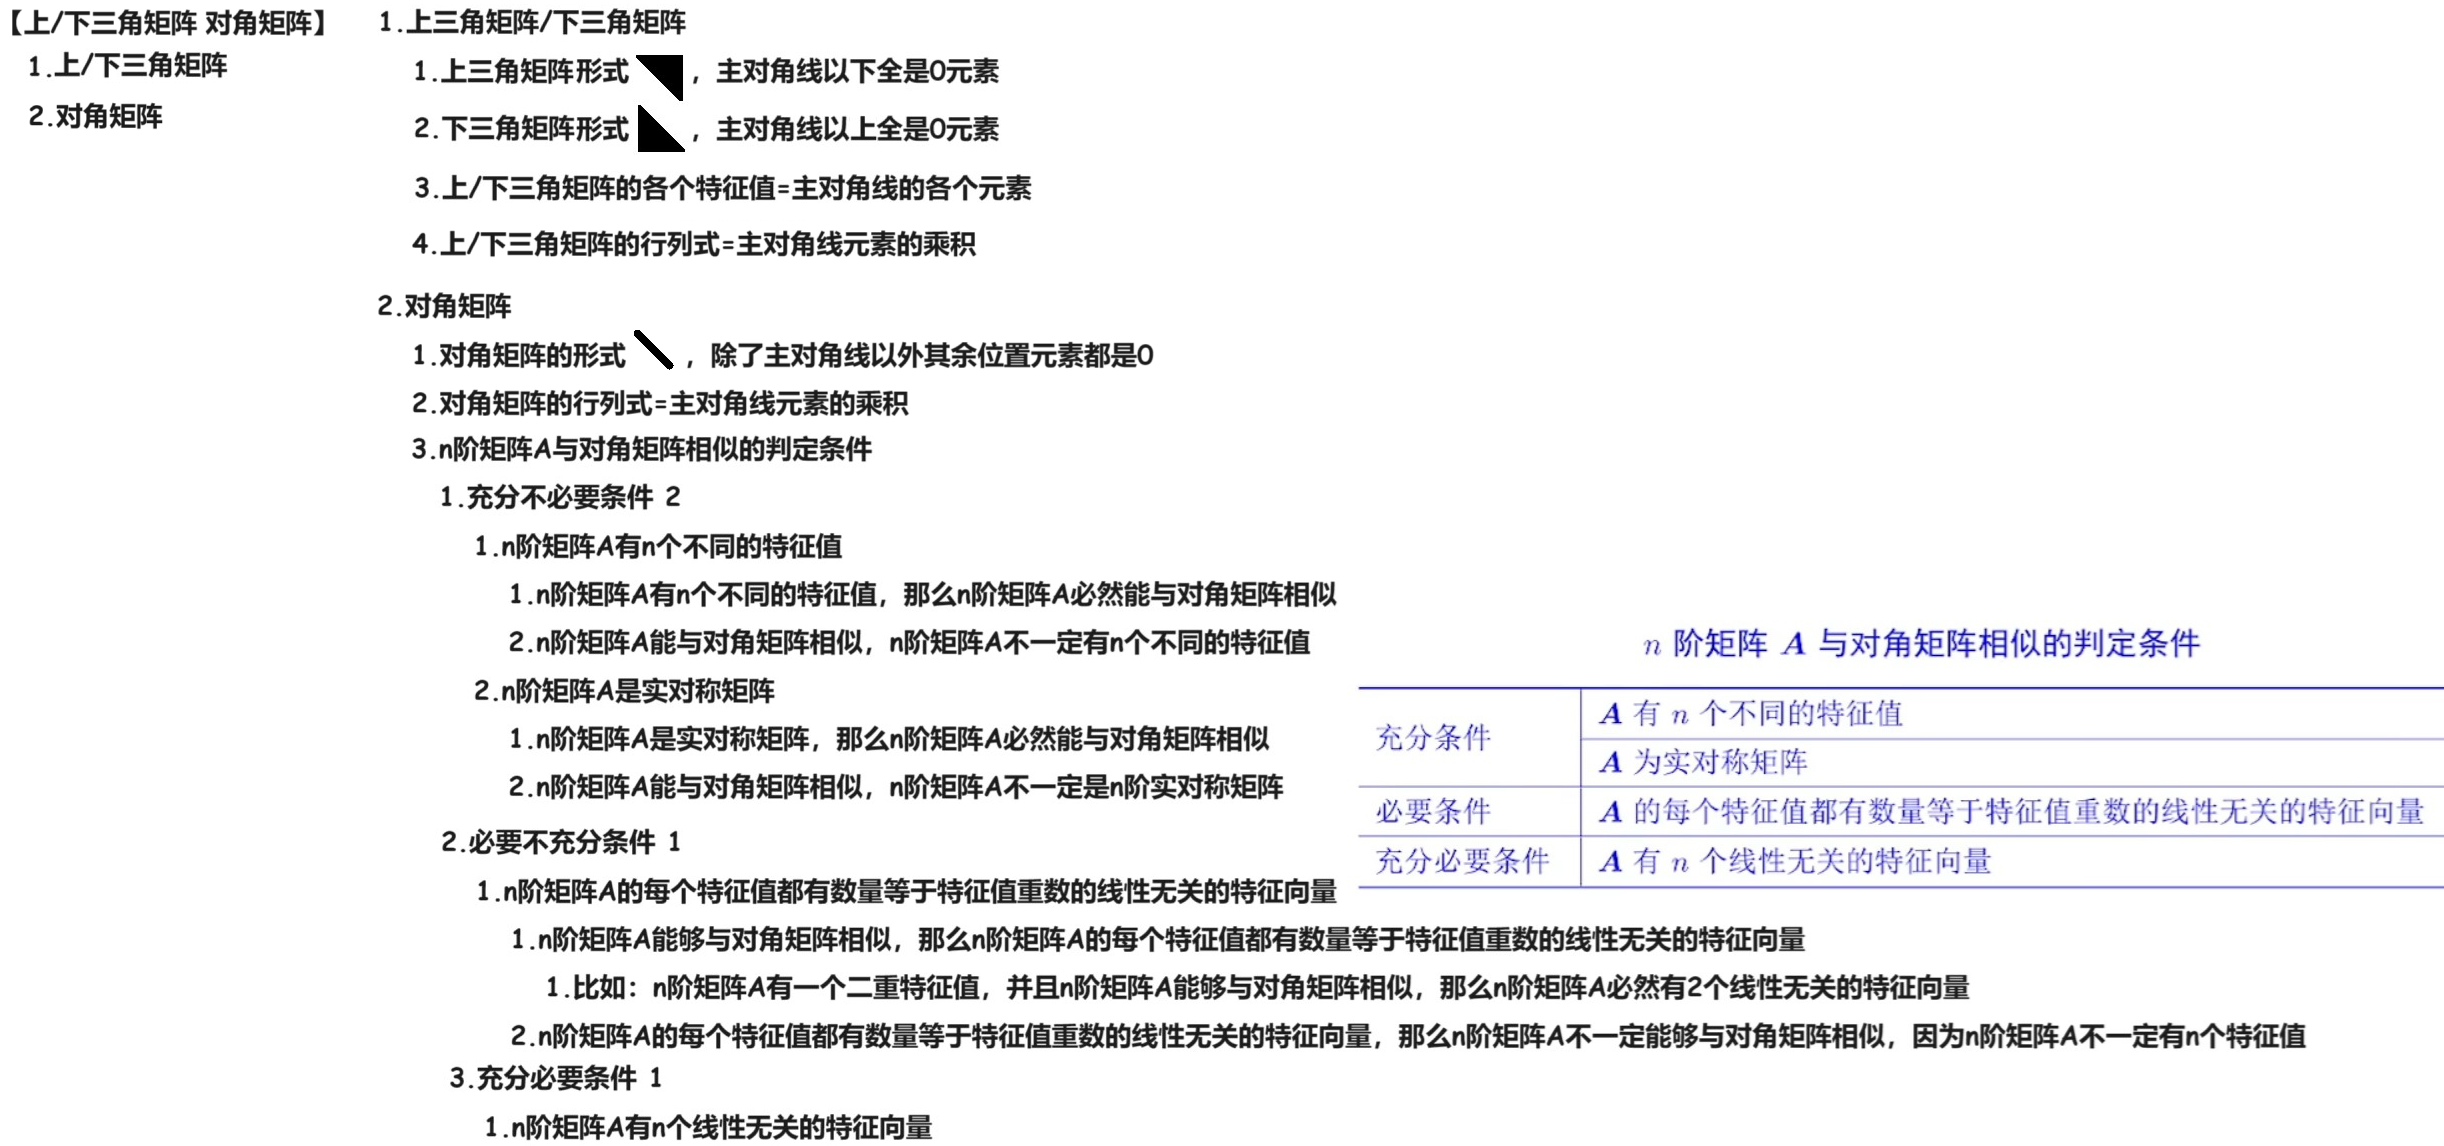 【上/下三角矩阵 对角矩阵】
1.上/下三角矩阵
2.对角矩阵
1.上三角矩阵/下三角矩阵
1.上三角矩阵形式 ，主对角线以下全是0元素
2.下三角矩阵形式 ，主对角线以上全是0元素
3.上/下三角矩阵的各个特征值=主对角线的各个元素
4.上/下三角矩阵的行列式=主对角线元素的乘积
2.对角矩阵
1.对角矩阵的形式 ，除了主对角线以外其余位置元素都是0
2.对角矩阵的行列式=主对角线元素的乘积
3.n阶矩阵A与对角矩阵相似的判定条件
1.充分不必要条件 2
1.n阶矩阵A有n个不同的特征值
1.n阶矩阵A有n个不同的特征值，那么n阶矩阵A必然能与对角矩阵相似
2.n阶矩阵A能与对角矩阵相似，n阶矩阵A不一定有n个不同的特征值
2.n阶矩阵A是实对称矩阵
1.n阶矩阵A是实对称矩阵，那么n阶矩阵A必然能与对角矩阵相似
2.n阶矩阵A能与对角矩阵相似，n阶矩阵A不一定是n阶实对称矩阵
2.必要不充分条件 1
1.n阶矩阵A的每个特征值都有数量等于特征值重数的线性无关的特征向量
1.n阶矩阵A能够与对角矩阵相似，那么n阶矩阵A的每个特征值都有数量等于特征值重数的线性无关的特征向量
1.比如：n阶矩阵A有一个二重特征值，并且n阶矩阵A能够与对角矩阵相似，那么n阶矩阵A必然有2个线性无关的特征向量
2.n阶矩阵A的每个特征值都有数量等于特征值重数的线性无关的特征向量，那么n阶矩阵A不一定能够与对角矩阵相似，因为n阶矩阵A不一定有n个特征值
3.充分必要条件 1
1.n阶矩阵A有n个线性无关的特征向量
n 阶矩阵 A 与对角矩阵相似的判定条件
充分条件
A 有 n 个不同的特征值
A 为实对称矩阵
必要条件
A 的每个特征值都有数量等于特征值重数的线性无关的特征向量
充分必要条件
A 有 n 个线性无关的特征向量